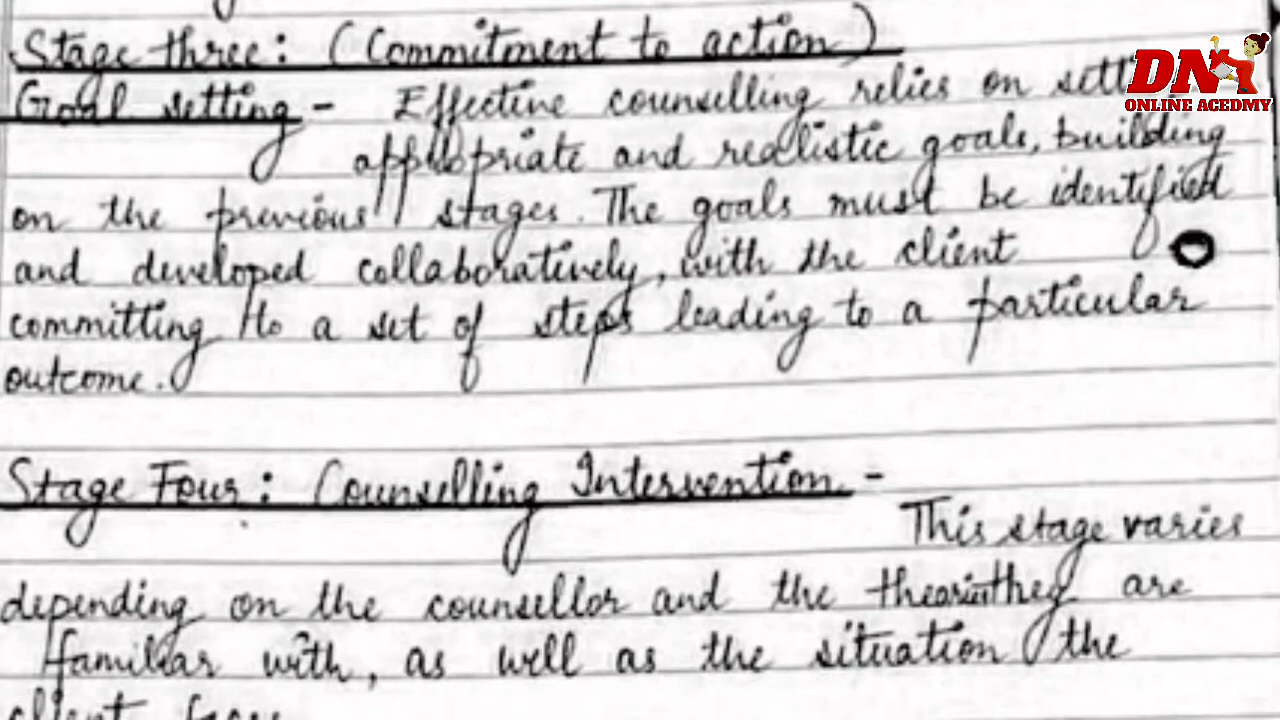 Stage three: (Commitment to action)
Goal setting - Effective counselling relies on sett
appropriate and realistic goals, building
on the previous stages. The goals must be identified
and developed collaboratively, with the client
committing to a set of steps leading to a particular
outcome.
Stage Four: Counselling Intervention -
This stage varies
depending on the counsellor and the they are
familiar with, as well as the situation the
client
DN
ONLINE ACEDMY